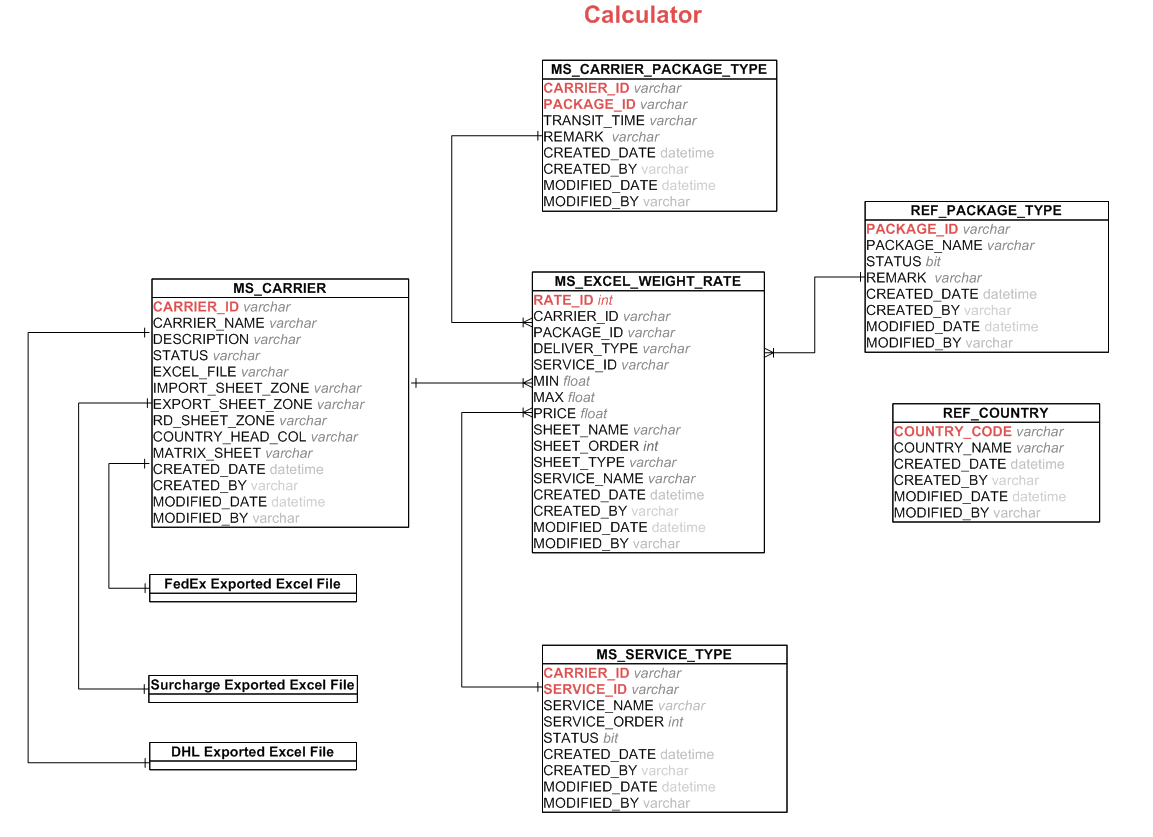 Calculator
MS_CARRIER_PACKAGE_TYPE
CARRIER_ID varchar
PACKAGE_ID varchar
TRANSIT_TIME varchar
REMARK varchar
CREATED_DATE datetime
CREATED_BY varchar
MODIFIED_DATE datetime
MODIFIED_BY varchar
REF_PACKAGE_TYPE
PACKAGE_ID varchar
PACKAGE_NAME varchar
STATUS bit
REMARK varchar
CREATED_DATE datetime
CREATED_BY varchar
MODIFIED_DATE datetime
MODIFIED_BY varchar
MS_CARRIER
CARRIER_ID varchar
CARRIER_NAME varchar
DESCRIPTION varchar
STATUS varchar
EXCEL_FILE varchar
IMPORT_SHEET_ZONE varchar
EXPORT_SHEET_ZONE varchar
RD_SHEET_ZONE varchar
COUNTRY_HEAD_COL varchar
MATRIX_SHEET varchar
CREATED_DATE datetime
CREATED_BY varchar
MODIFIED_DATE datetime
MODIFIED_BY varchar
MS_EXCEL_WEIGHT_RATE
RATE_ID int
CARRIER_ID varchar
PACKAGE_ID varchar
DELIVER_TYPE varchar
SERVICE_ID varchar
MIN float
MAX float
PRICE float
SHEET_NAME varchar
SHEET_ORDER int
SHEET_TYPE varchar
SERVICE_NAME varchar
CREATED_DATE datetime
CREATED_BY varchar
MODIFIED_DATE datetime
MODIFIED_BY varchar
REF_COUNTRY
COUNTRY_CODE varchar
COUNTRY_NAME varchar
CREATED_DATE datetime
CREATED_BY varchar
MODIFIED_DATE datetime
MODIFIED_BY varchar
FedEx Exported Excel File
Surcharge Exported Excel File
DHL Exported Excel File
MS_SERVICE_TYPE
CARRIER_ID varchar
SERVICE_ID varchar
SERVICE_NAME varchar
SERVICE_ORDER int
STATUS bit
CREATED_DATE datetime
CREATED_BY varchar
MODIFIED_DATE datetime
MODIFIED_BY varchar